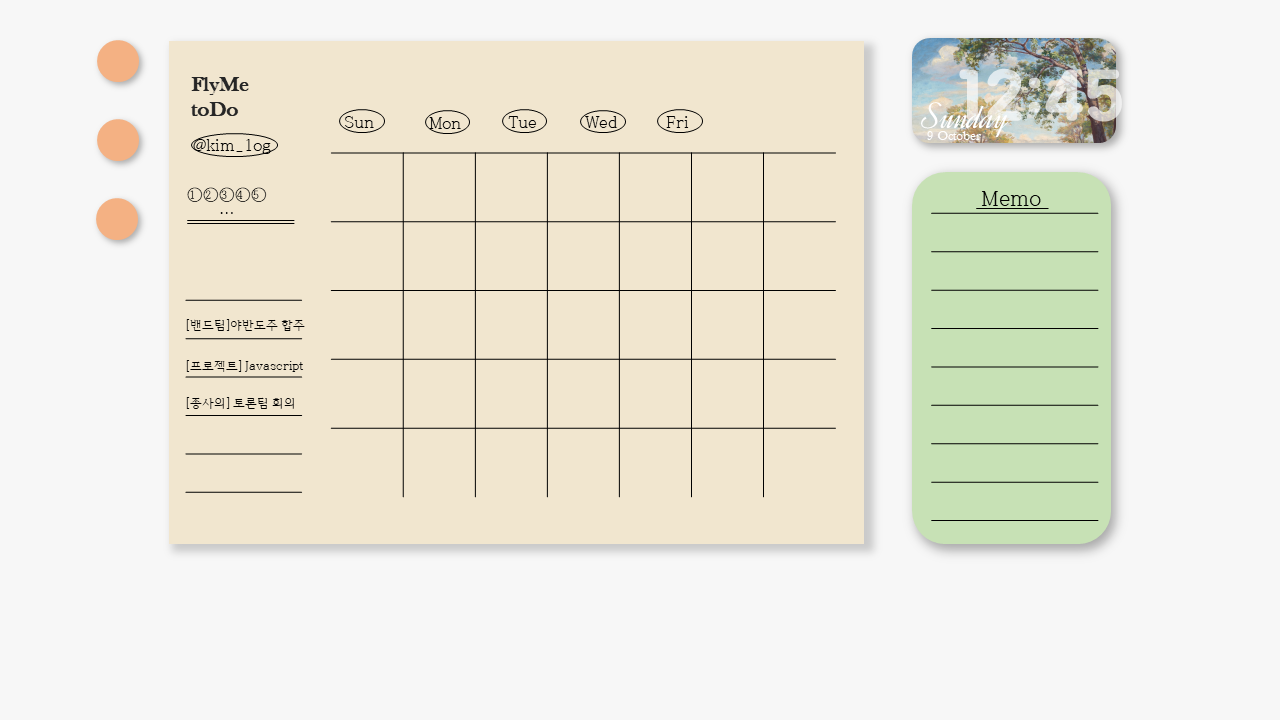 FlyMe
toDo
@kim_log
①②③④⑤
...
[밴드팀]야반도주 합주
[프로젝트] Javascript
[종사의] 토론팀 회의
Sun Mon Tue Wed Fri
12:45
Sunday
9 October
Memo